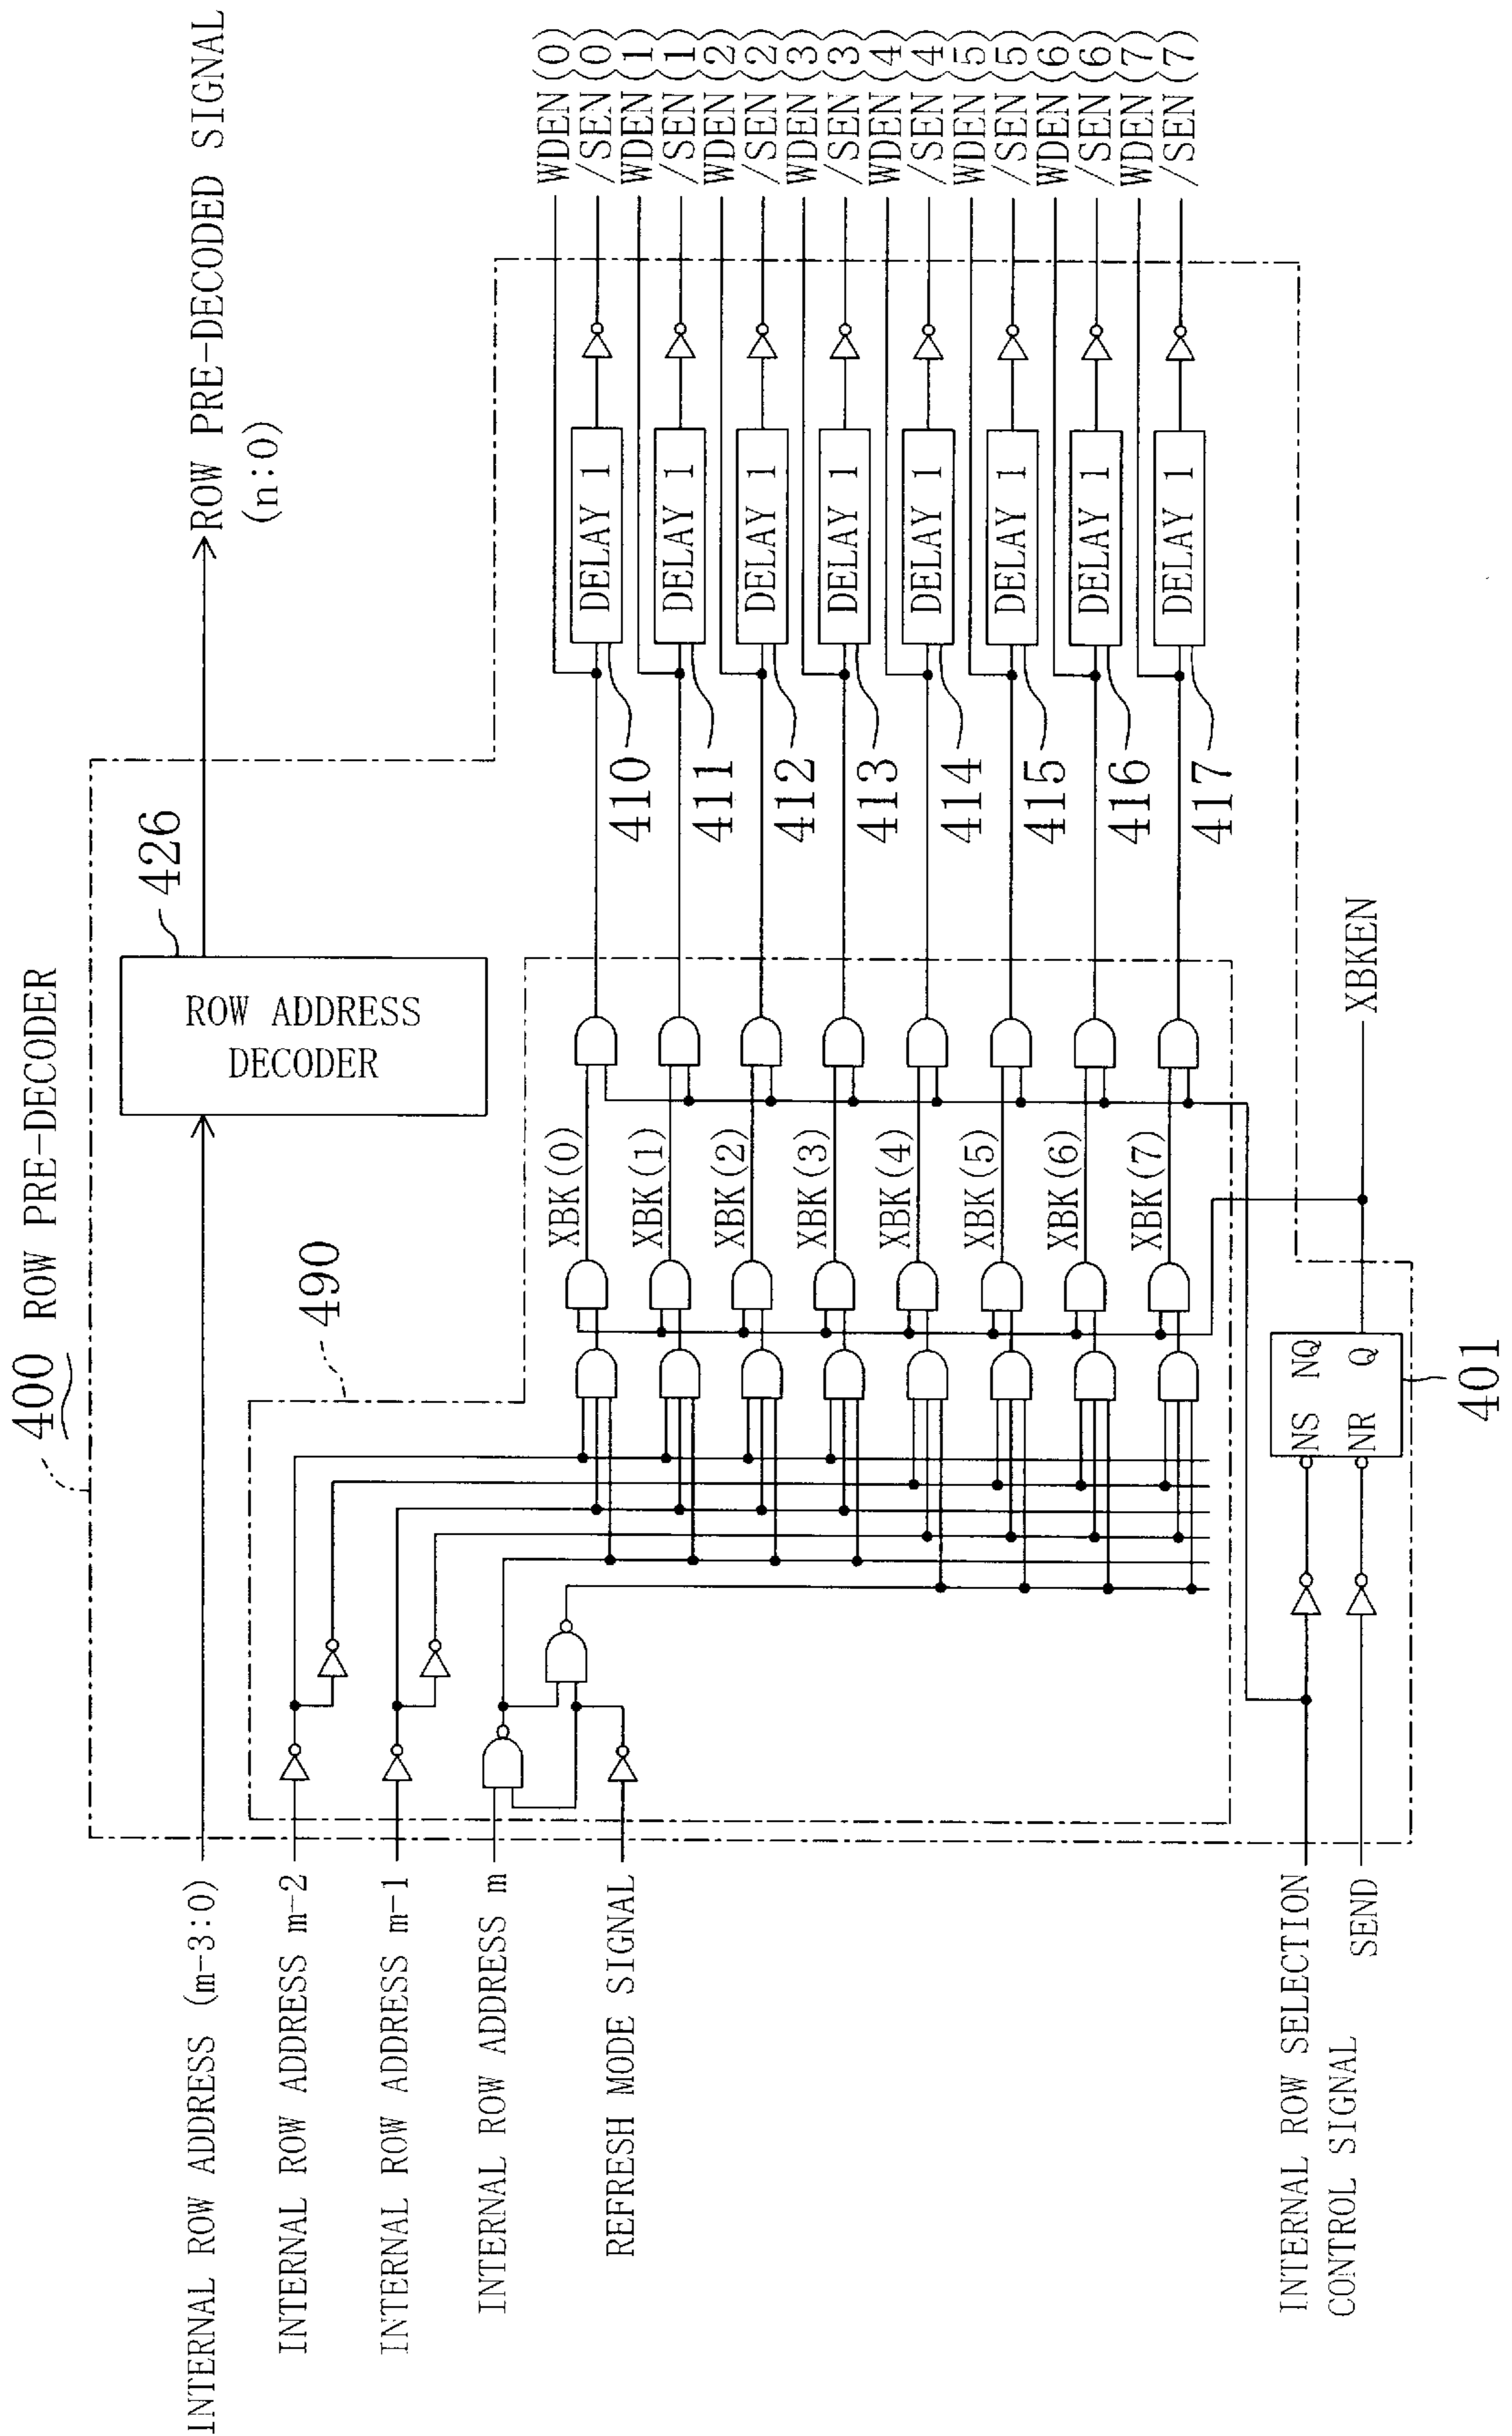 400 ROW PRE-DECODER
INTERNAL ROW ADDRESS (m-3:0)
ROW ADDRESS
DECODER
426
ROW PRE-DECODED SIGNAL
(n:0)
490
INTERNAL ROW ADDRESS m-2
INTERNAL ROW ADDRESS m-1
INTERNAL ROW ADDRESS m
REFRESH MODE SIGNAL
XBK(0)
XBK(1)
XBK(2)
XBK(3)
XBK(4)
XBK(5)
XBK(6)
XBK(7)
DELAY 1
DELAY 1
DELAY 1
DELAY 1
DELAY 1
DELAY 1
DELAY 1
DELAY 1
410
411
412
413
414
415
416
417
WDEN(0)
/SEN(0)
WDEN(1)
/SEN(1)
WDEN(2)
/SEN(2)
WDEN(3)
/SEN(3)
WDEN(4)
/SEN(4)
WDEN(5)
/SEN(5)
WDEN(6)
/SEN(6)
WDEN(7)
/SEN(7)
INTERNAL ROW SELECTION
CONTROL SIGNAL
SEND
NS NQ
NR Q
401
XBKEN